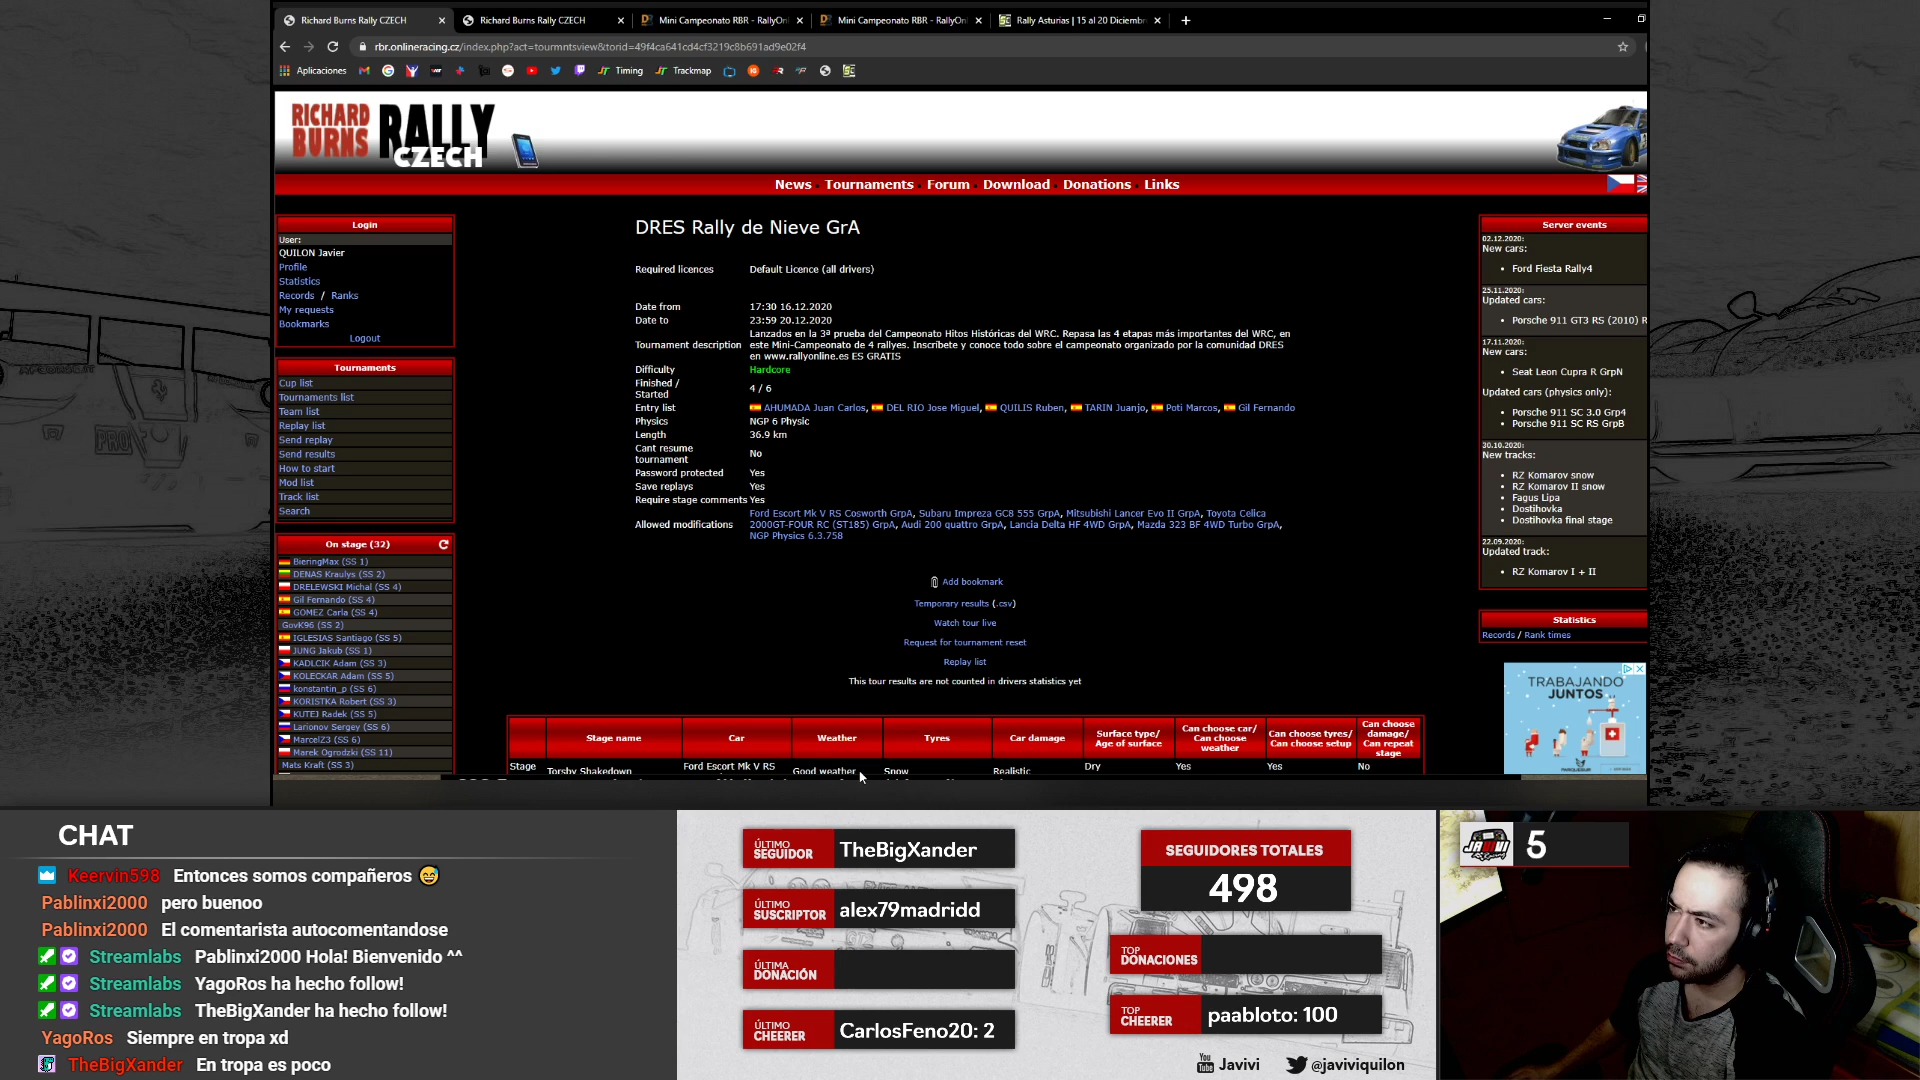 Richard Burns Rally CZECH
Richard Burns Rally CZECH
Mini Campeonato RBR - RallyOnl
Mini Campeonato RBR - RallyOnl
Rally Asturias | 15 al 20 Diciembr
rbr.onlineracing.cz/index.php?act=tourmntsview&torid=49f4ca641cd4cf3219c8b691ad9e02f4
Aplicaciones
Timing
Trackmap
RICHARD BURNS RALLY CZECH
News Tournaments Forum Download Donations Links
Login
User:
QUILON Javier
Profile
Statistics
Records / Ranks
My requests
Bookmarks
Logout
Tournaments
Cup list
Tournaments list
Team list
Replay list
Send replay
Send results
How to start
Mod list
Track list
Search
On stage (32)
BieringMax (SS 1)
DENAS Kraulys (SS 2)
DRELEWSKI Michal (SS 4)
Gil Fernando (SS 4)
GOMEZ Carla (SS 4)
GovK96 (SS 2)
IGLESIAS Santiago (SS 5)
JUNG Jakub (SS 1)
KADLCIK Adam (SS 3)
KOLECKAR Adam (SS 5)
konstantin_p (SS 6)
KORISTKA Robert (SS 3)
KUTEJ Radek (SS 5)
Larionov Sergey (SS 6)
MarcelZ3 (SS 6)
Marek Ogrodzki (SS 11)
Mats Kraft (SS 3)
DRES Rally de Nieve GrA
Required licences Default Licence (all drivers)
Date from 17:30 16.12.2020
Date to 23:59 20.12.2020
Tournament description Lanzados en la 3ª prueba del Campeonato Hitos Históricas del WRC. Repasa las 4 etapas más importantes del WRC, en
este Mini-Campeonato de 4 rallyes. Inscríbete y conoce todo sobre el campeonato organizado por la comunidad DRES
en www.rallyonline.es ES GRATIS
Difficulty Hardcore
Finished / Started 4 / 6
Entry list AHUMADA Juan Carlos, DEL RIO Jose Miguel, QUILIS Ruben, TARIN Juanjo, Poti Marcos, Gil Fernando
Physics NGP 6 Physic
Length 36.9 km
Cant resume tournament No
Password protected Yes
Save replays Yes
Require stage comments Yes
Allowed modifications Ford Escort Mk V RS Cosworth GrpA, Subaru Impreza GC8 555 GrpA, Mitsubishi Lancer Evo II GrpA, Toyota Celica
2000GT-FOUR RC (ST185) GrpA, Audi 200 quattro GrpA, Lancia Delta HF 4WD GrpA, Mazda 323 BF 4WD Turbo GrpA,
NGP Physics 6.3.758
Add bookmark
Temporary results (.csv)
Watch tour live
Request for tournament reset
Replay list
This tour results are not counted in drivers statistics yet
Stage name Car Weather Tyres Car damage Surface type/ Age of surface Can choose car/ Can choose weather Can choose tyres/ Can choose setup Can choose damage/ Can repeat stage
Stage Torsby Shakedown Ford Escort Mk V RS Good weather Snow Realistic Dry Yes Yes No
Server events
02.12.2020:
New cars:
Ford Fiesta Rally4
25.11.2020:
Updated cars:
Porsche 911 GT3 RS (2010) R
17.11.2020:
New cars:
Seat Leon Cupra R GrpN
Updated cars (physics only):
Porsche 911 SC 3.0 Grp4
Porsche 911 SC RS GrpB
30.10.2020:
New tracks:
RZ Komarov snow
RZ Komarov II snow
Fagus Lipa
Dostihovka
Dostihovka final stage
22.09.2020:
Updated track:
RZ Komarov I + II
Statistics
Records / Rank times
TRABAJANDO
JUNTOS
CHAT
Keervin598 Entonces somos compañeros
Pablinxi2000 pero buenoo
Pablinxi2000 El comentarista autocomentandose
Streamlabs Pablinxi2000 Hola! Bienvenido ^^
Streamlabs YagoRos ha hecho follow!
Streamlabs TheBigXander ha hecho follow!
YagoRos Siempre en tropa xd
TheBigXander En tropa es poco
ÚLTIMO SEGUIDOR TheBigXander
ÚLTIMO SUSCRIPTOR alex79madridd
ÚLTIMA DONACIÓN
ÚLTIMO CHEERER CarlosFeno20: 2
SEGUIDORES TOTALES
498
TOP DONACIONES
TOP CHEERER paabloto: 100
You Tube Javivi
@javiviquilon
JAVIVI
5